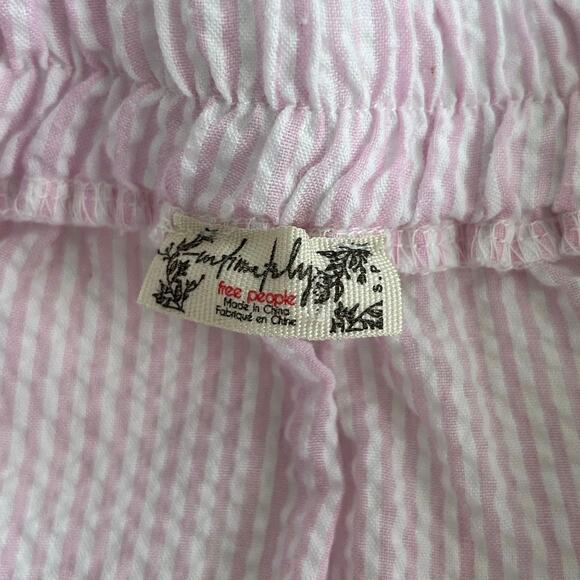 intimately
free people
Made in China
Fabriqué en Chine
S.P